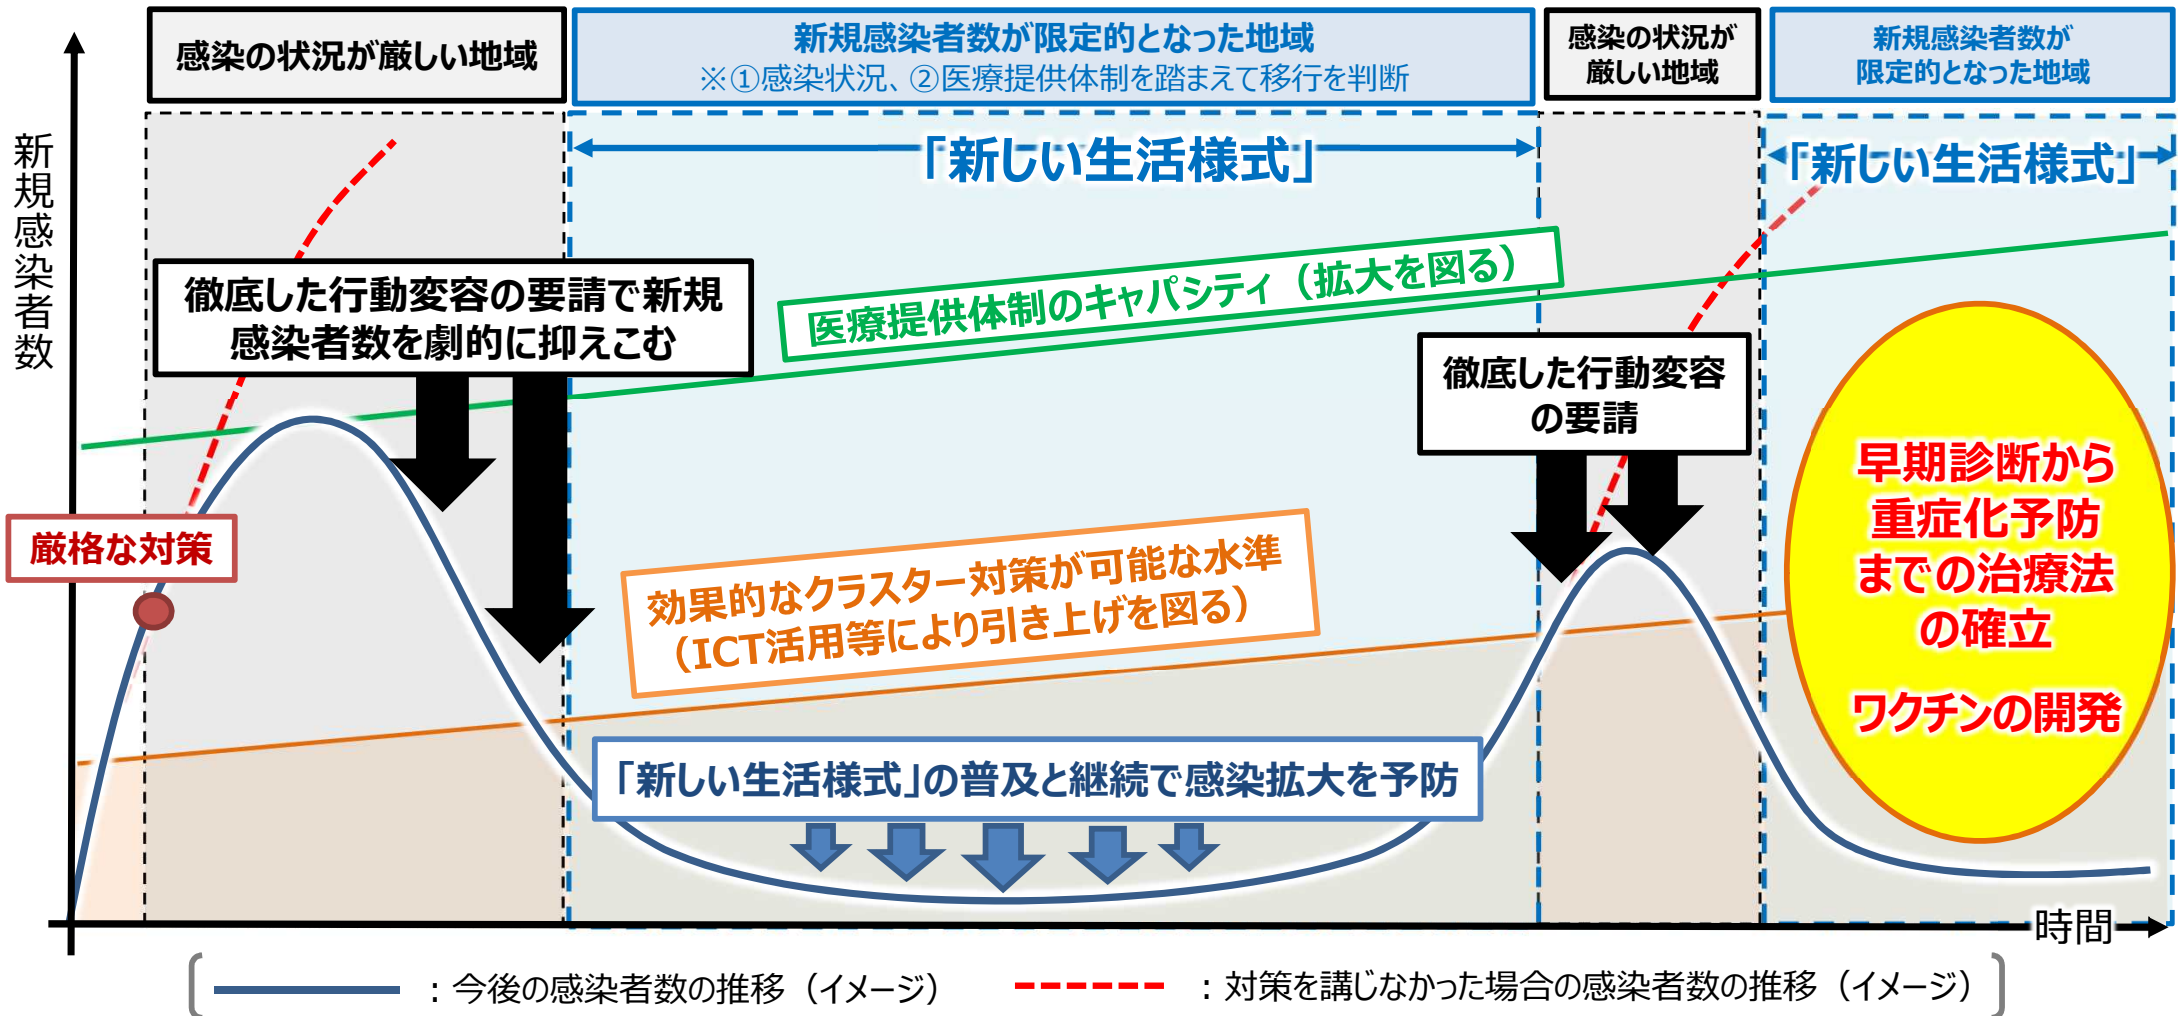 感染の状況が厳しい地域
新規感染者数が限定的となった地域
※①感染状況、②医療提供体制を踏まえて移行を判断
感染の状況が
厳しい地域
新規感染者数が
限定的となった地域
新規感染者数
「新しい生活様式」
「新しい生活様式」
徹底した行動変容の要請で新規
感染者数を劇的に抑えこむ
医療提供体制のキャパシティ（拡大を図る）
徹底した行動変容
の要請
厳格な対策
効果的なクラスター対策が可能な水準
（ICT活用等により引き上げを図る）
早期診断から
重症化予防
までの治療法
の確立
ワクチンの開発
「新しい生活様式」の普及と継続で感染拡大を予防
時間
：今後の感染者数の推移（イメージ）
：対策を講じなかった場合の感染者数の推移（イメージ）